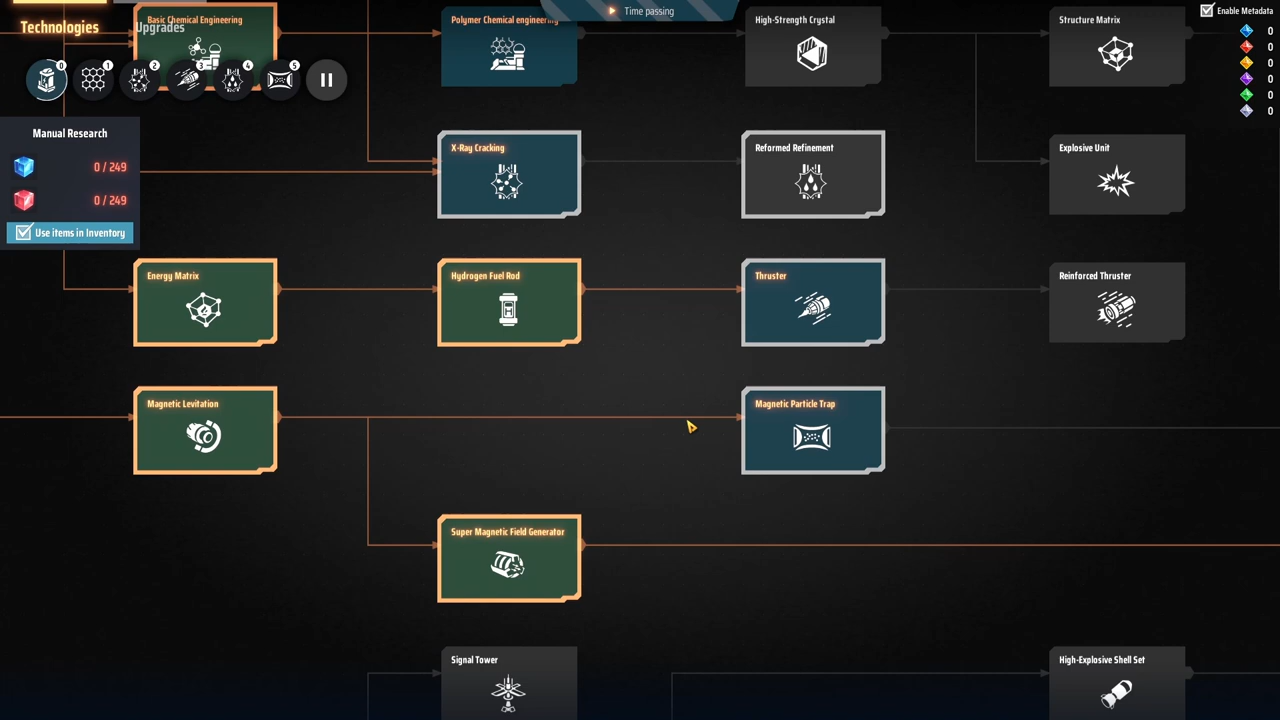 Basic Chemical Engineering
Polymer Chemical engineering
Time passing
High-Strength Crystal
Structure Matrix
Enable Metadata
Technologies
Upgrades
0
0
0
0
0
0
0
1
2
3
4
5
Manual Research
0 / 249
0 / 249
Use items in Inventory
X-Ray Cracking
Reformed Refinement
Explosive Unit
Energy Matrix
Hydrogen Fuel Rod
Thruster
Reinforced Thruster
Magnetic Levitation
Magnetic Particle Trap
Super Magnetic Field Generator
Signal Tower
High-Explosive Shell Set